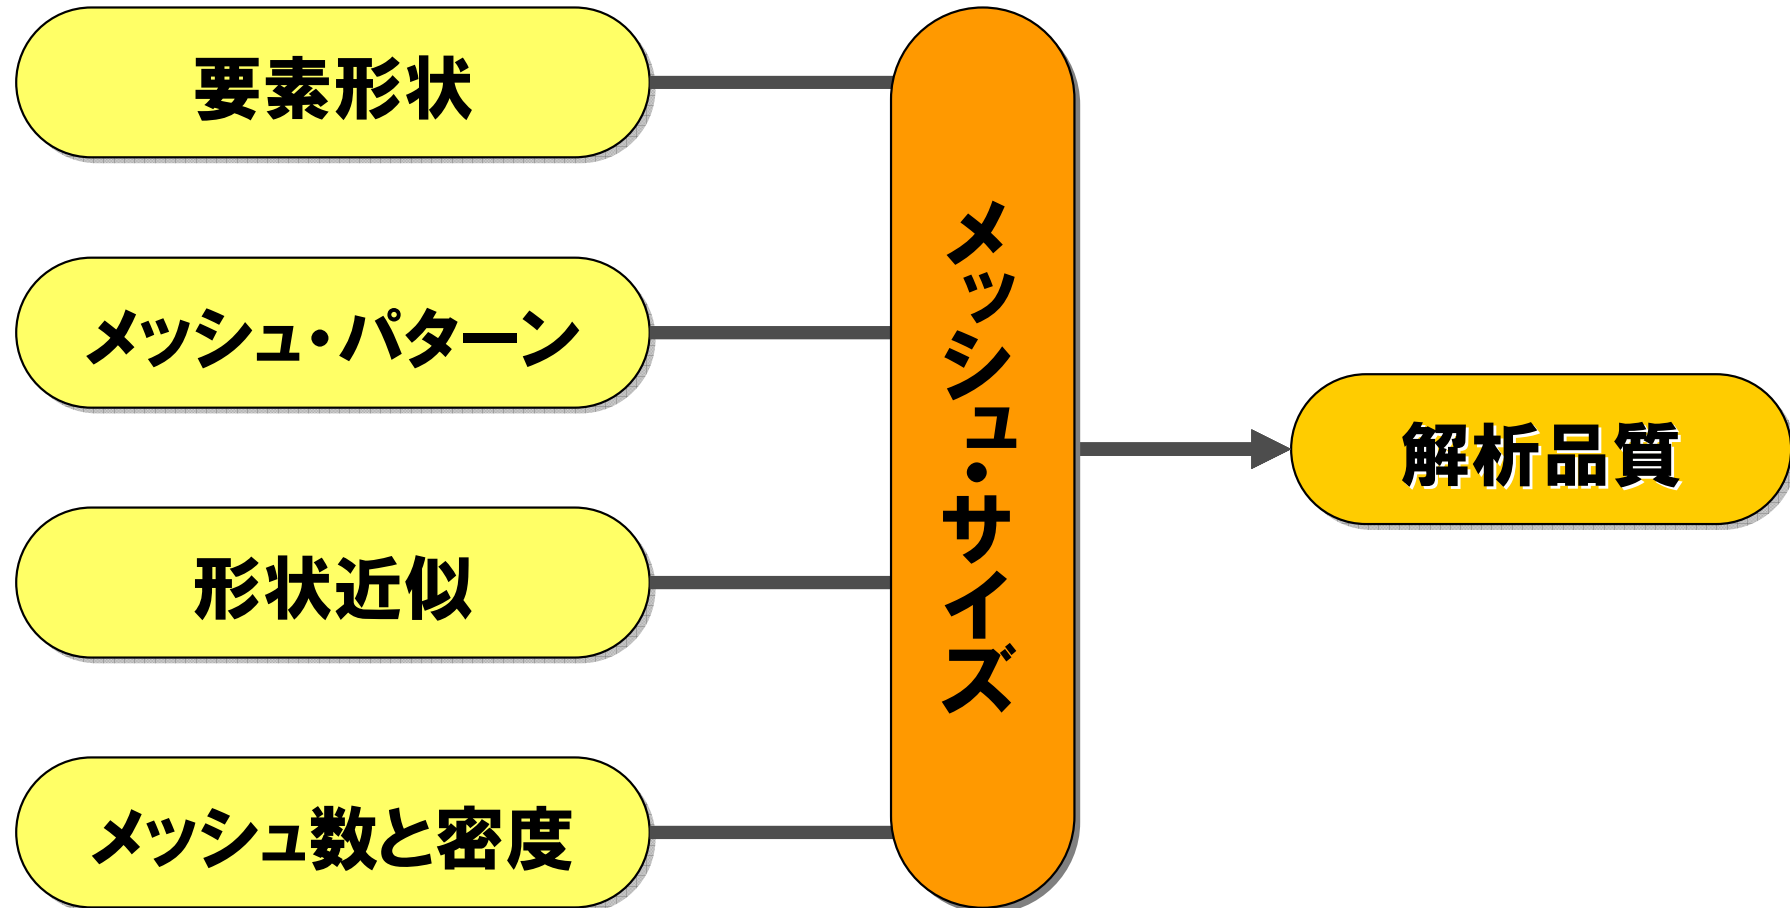 要素形状
メッシュ・パターン
形状近似
メッシュ数と密度
メッシュ・サイズ
解析品質